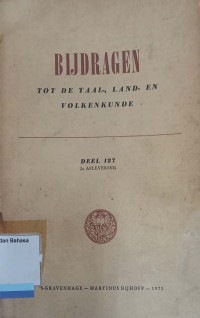 BIJDRAGEN
TOT DE TAAL-, LAND- EN
VOLKENKUNDE
DEEL 127
2e AFLEVERING
'S-GRAVENHAGE — MARTINUS NIJHOFF — 1971
dan Bahasa